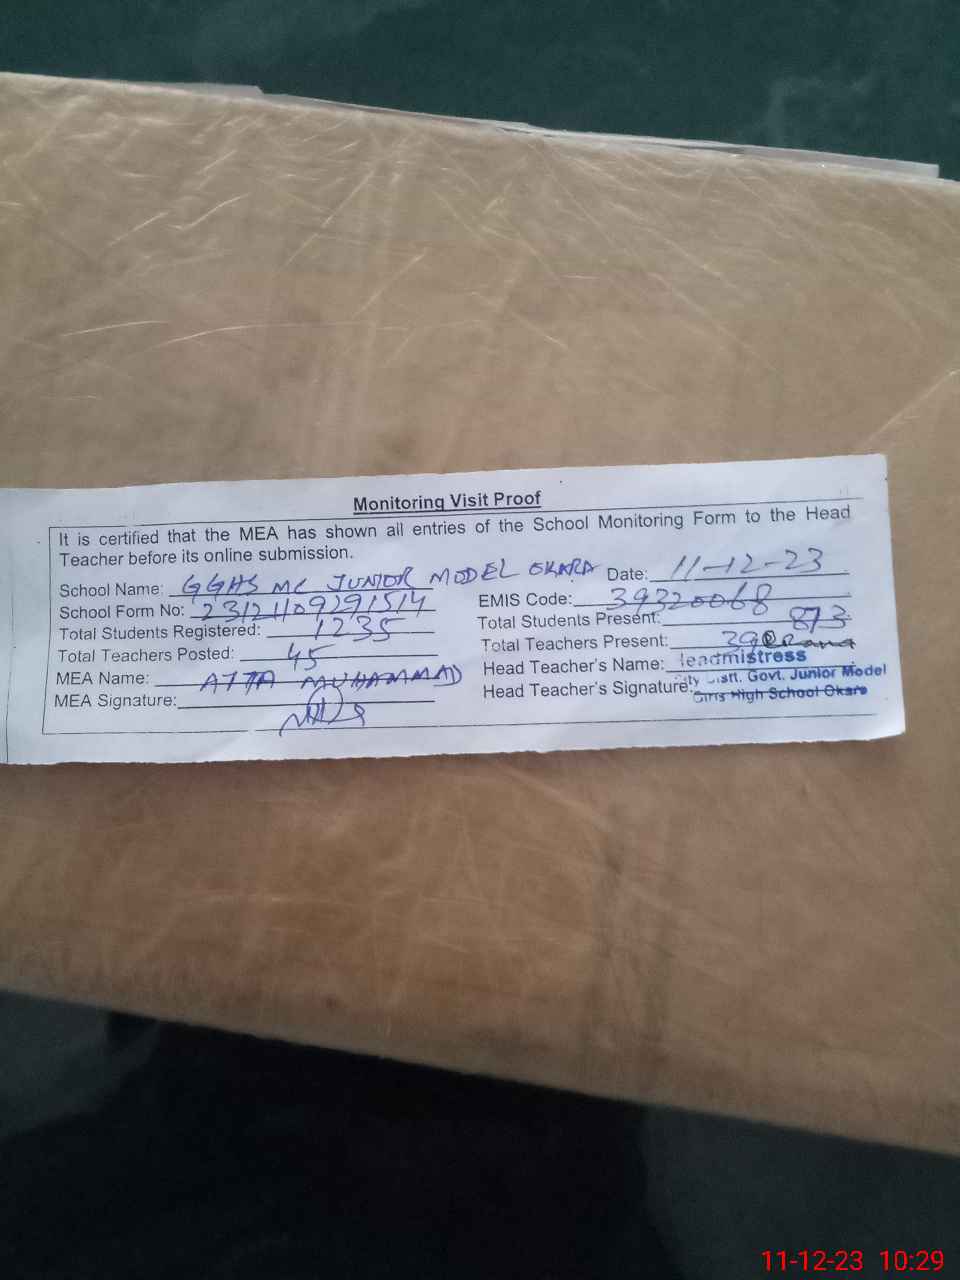 Monitoring Visit Proof
It is certified that the MEA has shown all entries of the School Monitoring Form to the Head
Teacher before its online submission.
School Name: GGHS MC JUNIOR MODEL OKARA Date: 11-12-23
School Form No: 23121109291514 EMIS Code: 39320068
Total Students Registered: 1235 Total Students Present: 873
Total Teachers Posted: 45 Total Teachers Present: 39
MEA Name: ATTA MUHAMMAD Head Teacher's Name: Headmistress
MEA Signature: Head Teacher's Signature: City Distt. Govt. Junior Model
Girls High School Okara
11-12-23 10:29